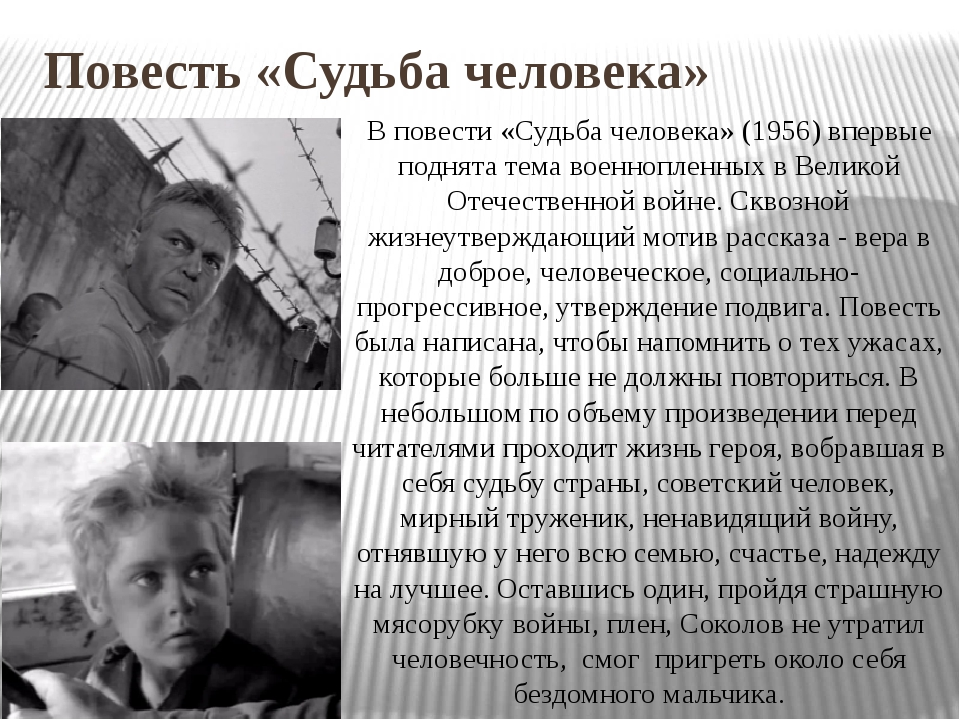 Повесть «Судьба человека»
В повести «Судьба человека» (1956) впервые
поднята тема военнопленных в Великой
Отечественной войне. Сквозной
жизнеутверждающий мотив рассказа - вера в
доброе, человеческое, социально-
прогрессивное, утверждение подвига. Повесть
была написана, чтобы напомнить о тех ужасах,
которые больше не должны повториться. В
небольшом по объему произведении перед
читателями проходит жизнь героя, вобравшая в
себя судьбу страны, советский человек,
мирный труженик, ненавидящий войну,
отнявшую у него всю семью, счастье, надежду
на лучшее. Оставшись один, пройдя страшную
мясорубку войны, плен, Соколов не утратил
человечность, смог пригреть около себя
бездомного мальчика.